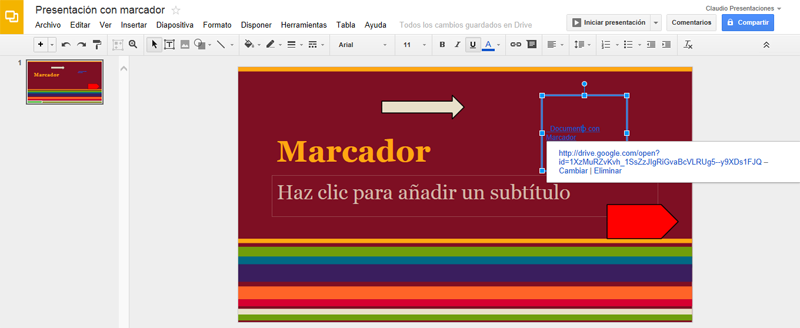 Presentación con marcador
Claudio Presentaciones
Archivo Editar Ver Insertar Diapositiva Formato Disponer Herramientas Tabla Ayuda Todos los cambios guardados en Drive
Iniciar presentación Comentarios Compartir
Arial 11 B I U A
1
Marcador
Documento con
Marcador
Marcador
http://drive.google.com/open?
id=1XzMuRZvKvh_1SsZzJIgRiGvaBcVLRUg5--y9XDs1FJQ –
Cambiar | Eliminar
Haz clic para añadir un subtítulo